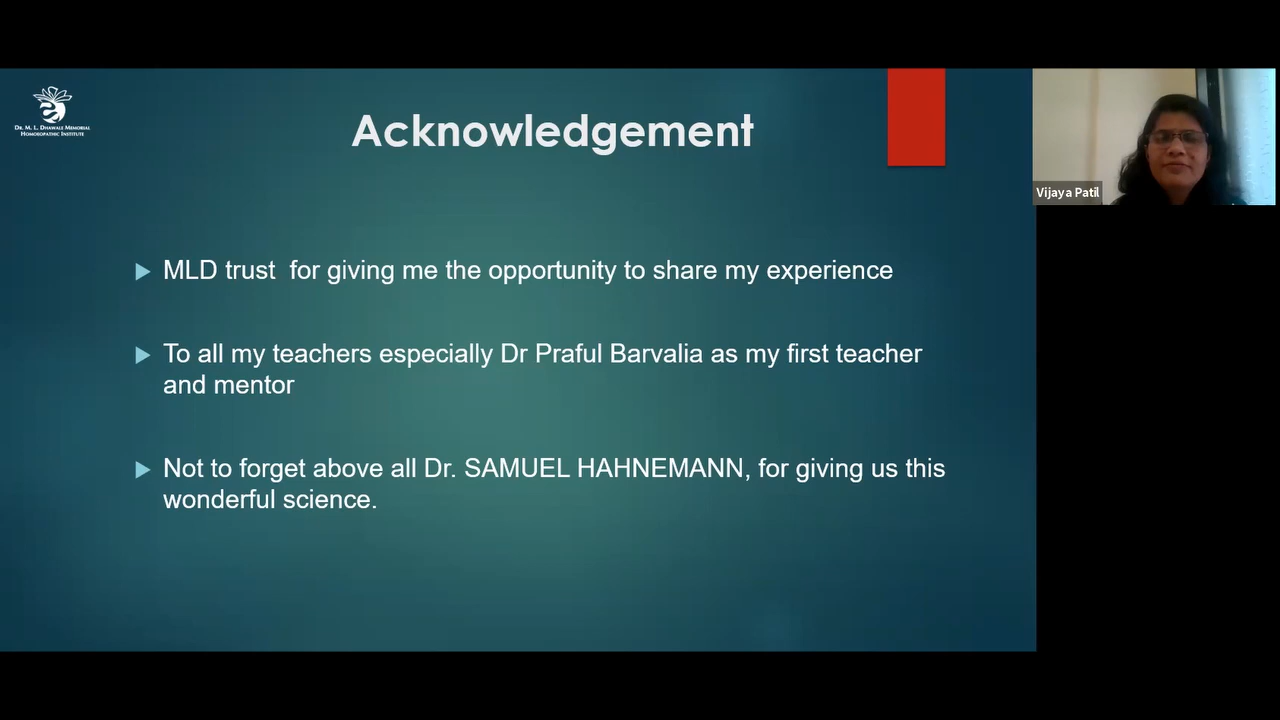 DR. M. L. DHAWALE MEMORIAL
HOMOEOPATHIC INSTITUTE
Acknowledgement
MLD trust  for giving me the opportunity to share my experience
To all my teachers especially Dr Praful Barvalia as my first teacher
and mentor
Not to forget above all Dr. SAMUEL HAHNEMANN, for giving us this
wonderful science.
Vijaya Patil